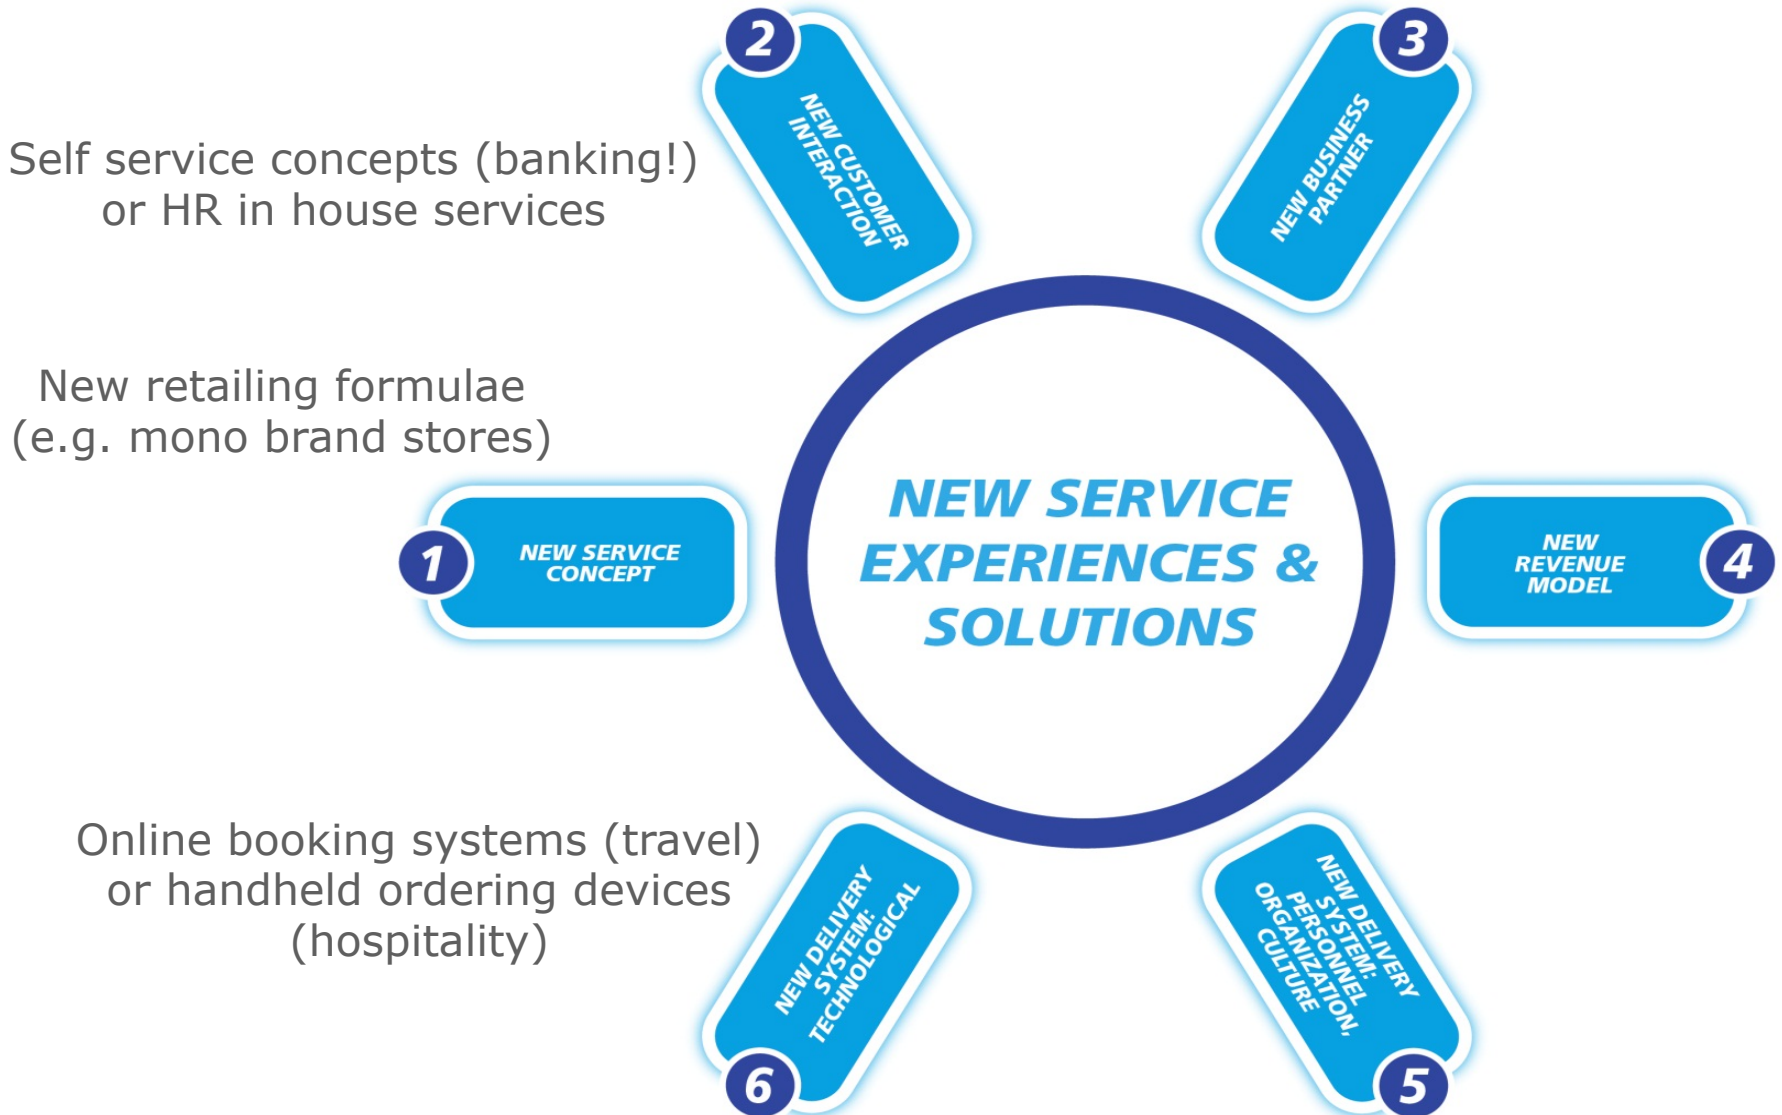 2
NEW CUSTOMER
INTERACTION
3
NEW BUSINESS
PARTNER
Self service concepts (banking!)
or HR in house services
New retailing formulae
(e.g. mono brand stores)
1
NEW SERVICE
CONCEPT
NEW SERVICE
EXPERIENCES &
SOLUTIONS
NEW
REVENUE
MODEL
4
Online booking systems (travel)
or handheld ordering devices
(hospitality)
NEW DELIVERY
SYSTEM:
TECHNOLOGICAL
6
NEW DELIVERY
SYSTEM:
PERSONNEL
ORGANIZATION,
CULTURE
5